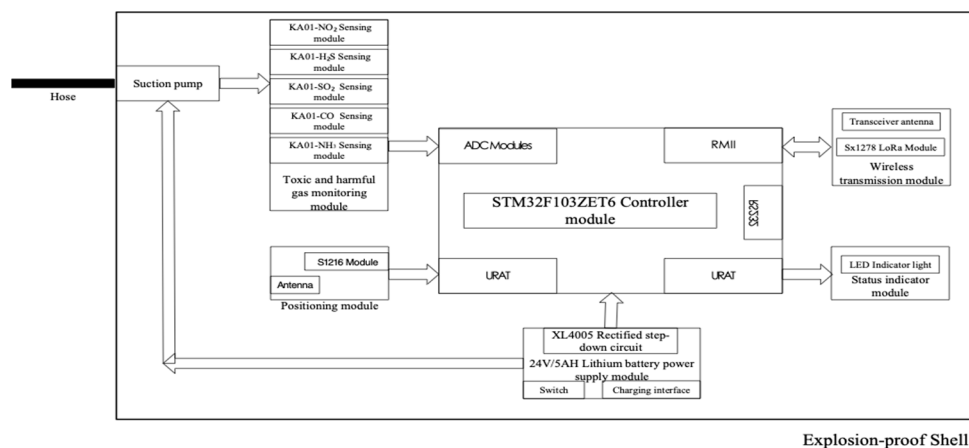 Hose
Suction pump
KA01-NO₂ Sensing
module
KA01-H₂S Sensing
module
KA01-SO₂ Sensing
module
KA01-CO Sensing
module
KA01-NH₃ Sensing
module
Toxic and harmful
gas monitoring
module
ADC Modules
RMII
STM32F103ZET6 Controller
module
RS232
URAT
URAT
Transceiver antenna
Sx1278 LoRa Module
Wireless
transmission module
S1216 Module
Antenna
Positioning module
LED Indicator light
Status indicator
module
XL4005 Rectified step-
down circuit
24V/5AH Lithium battery power
supply module
Switch
Charging interface
Explosion-proof Shell